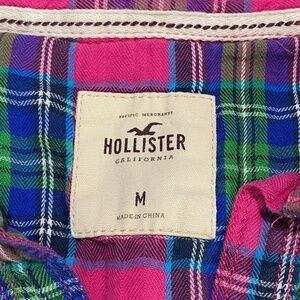 PACIFIC MERCHANTS
HOLLISTER
CALIFORNIA
M
MADE IN CHINA